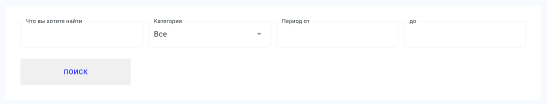 Что вы хотите найти
Категории
Период от
до
Все
ПОИСК